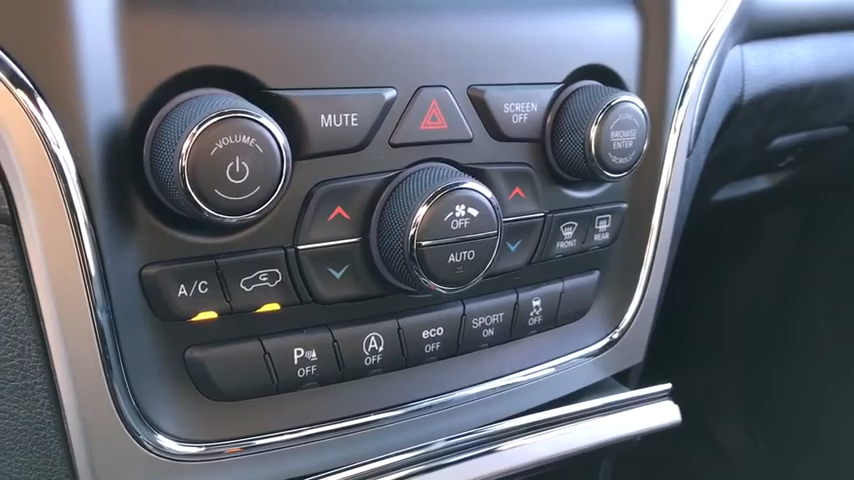 VOLUME
MUTE
SCREEN
OFF
BROWSE
ENTER
SCROLL
OFF
AUTO
FRONT
REAR
A/C
P
OFF
A
OFF
eco
OFF
SPORT
ON
OFF